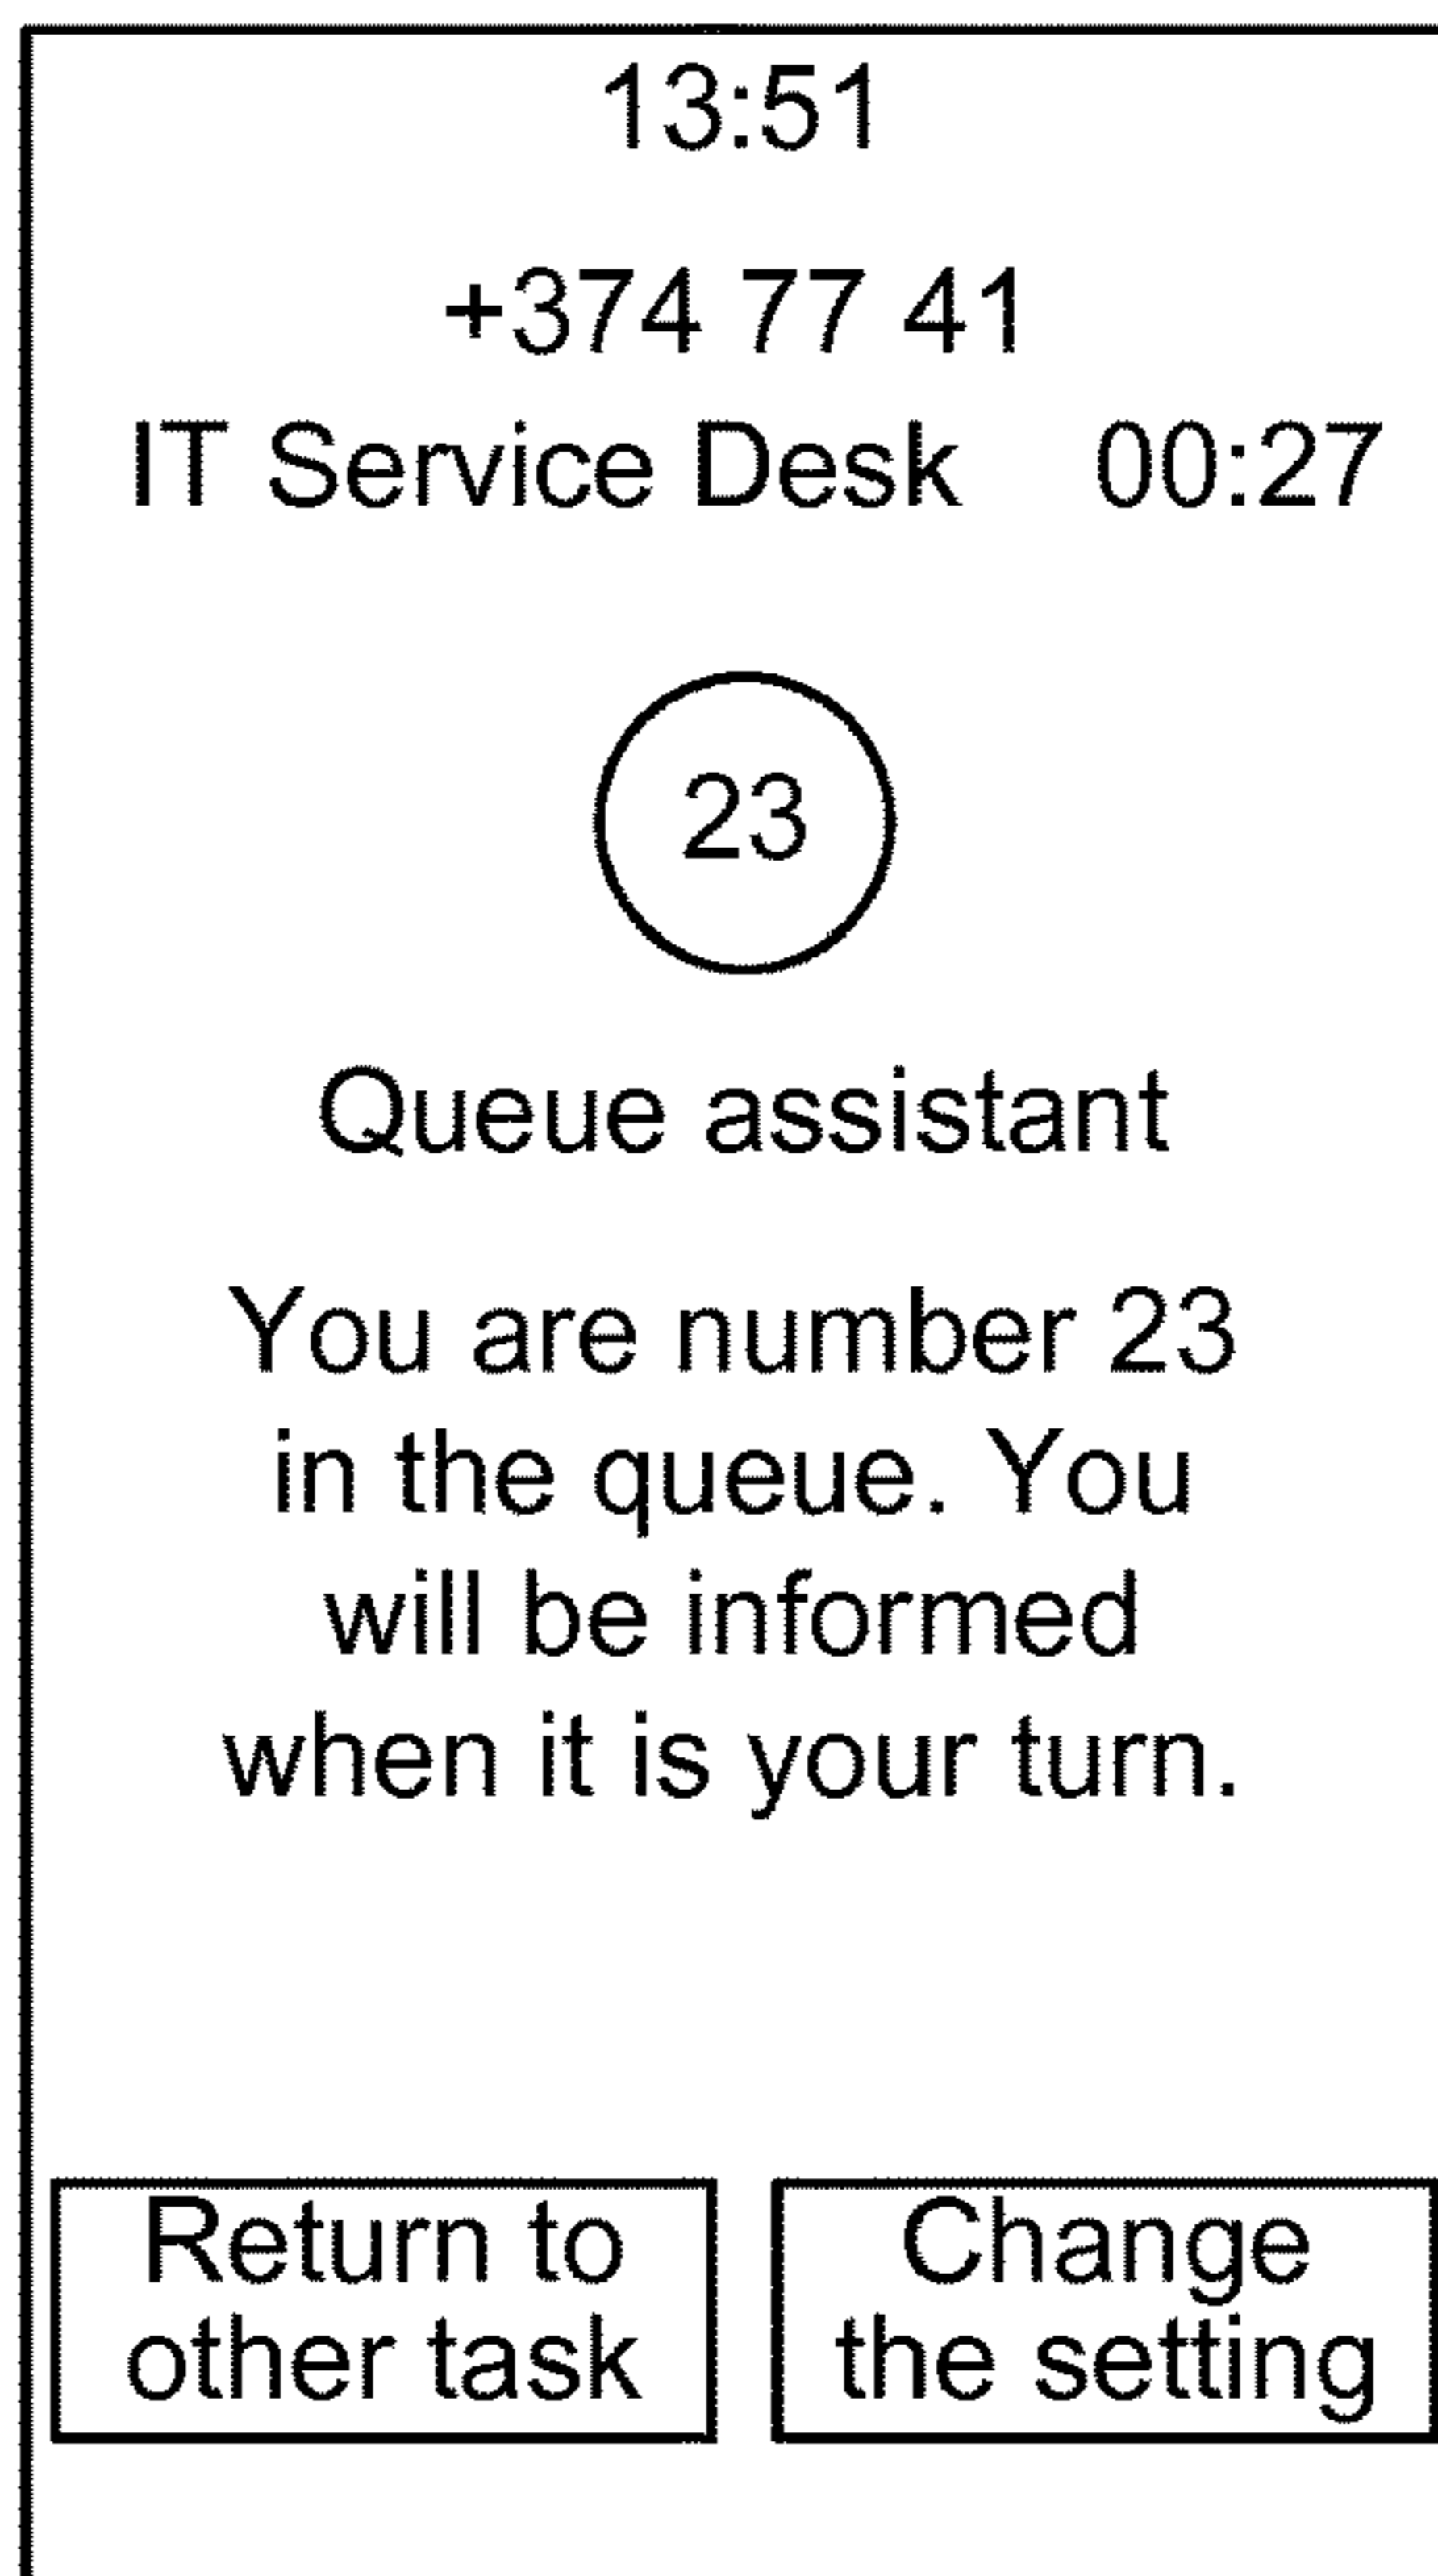 13:51
+374 77 41
IT Service Desk 00:27
23
Queue assistant
You are number 23
in the queue. You
will be informed
when it is your turn.
Return to
other task
Change
the setting